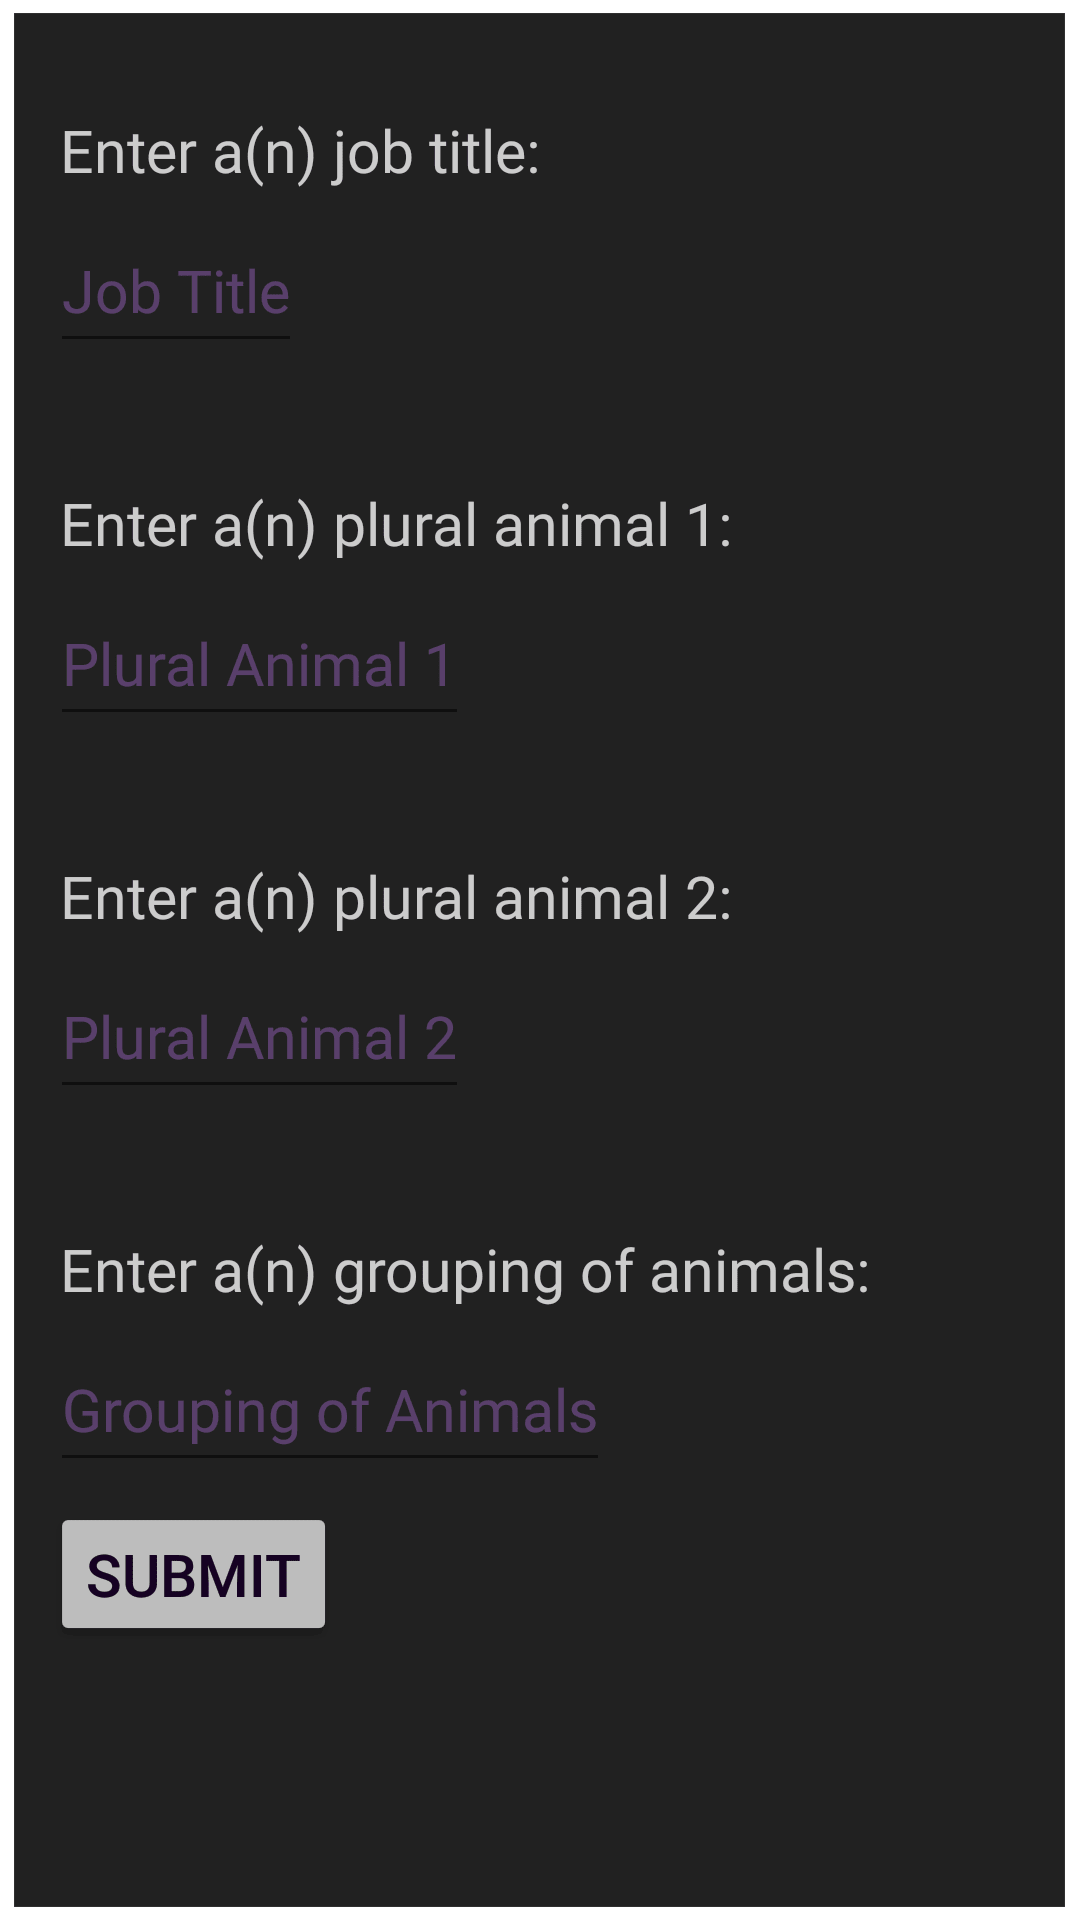 Enter a(n) job title:
Job Title
Enter a(n) plural animal 1:
Plural Animal 1
Enter a(n) plural animal 2:
Plural Animal 2
Enter a(n) grouping of animals:
Grouping of Animals
SUBMIT